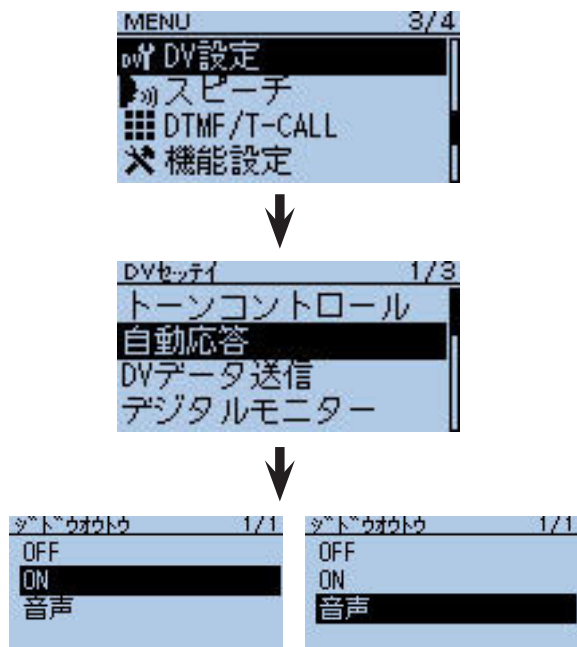 MENU 3/4
DV設定
スピーチ
DTMF/T-CALL
機能設定
DVセッテイ 1/3
トーンコントロール
自動応答
DVデータ送信
デジタルモニター
ジドウオウトウ 1/1
OFF
ON
音声
ジドウオウトウ 1/1
OFF
ON
音声